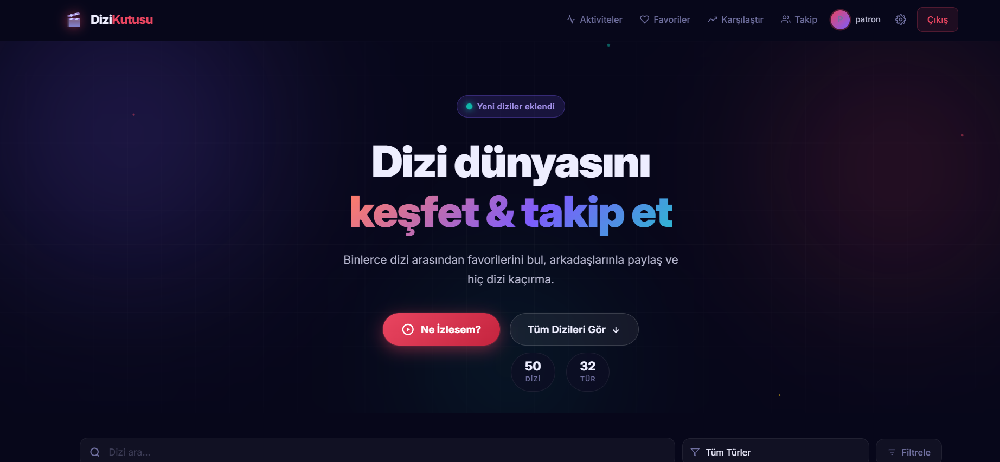 DiziKutusu
Aktiviteler
Favoriler
Karşılaştır
Takip
patron
Çıkış
Yeni diziler eklendi
Dizi dünyasını
keşfet & takip et
Binlerce dizi arasından favorilerini bul, arkadaşlarınla paylaş ve
hiç dizi kaçırma.
Ne İzlesem?
Tüm Dizileri Gör ↓
50
DİZİ
32
TÜR
Dizi ara...
Tüm Türler
Filtrele